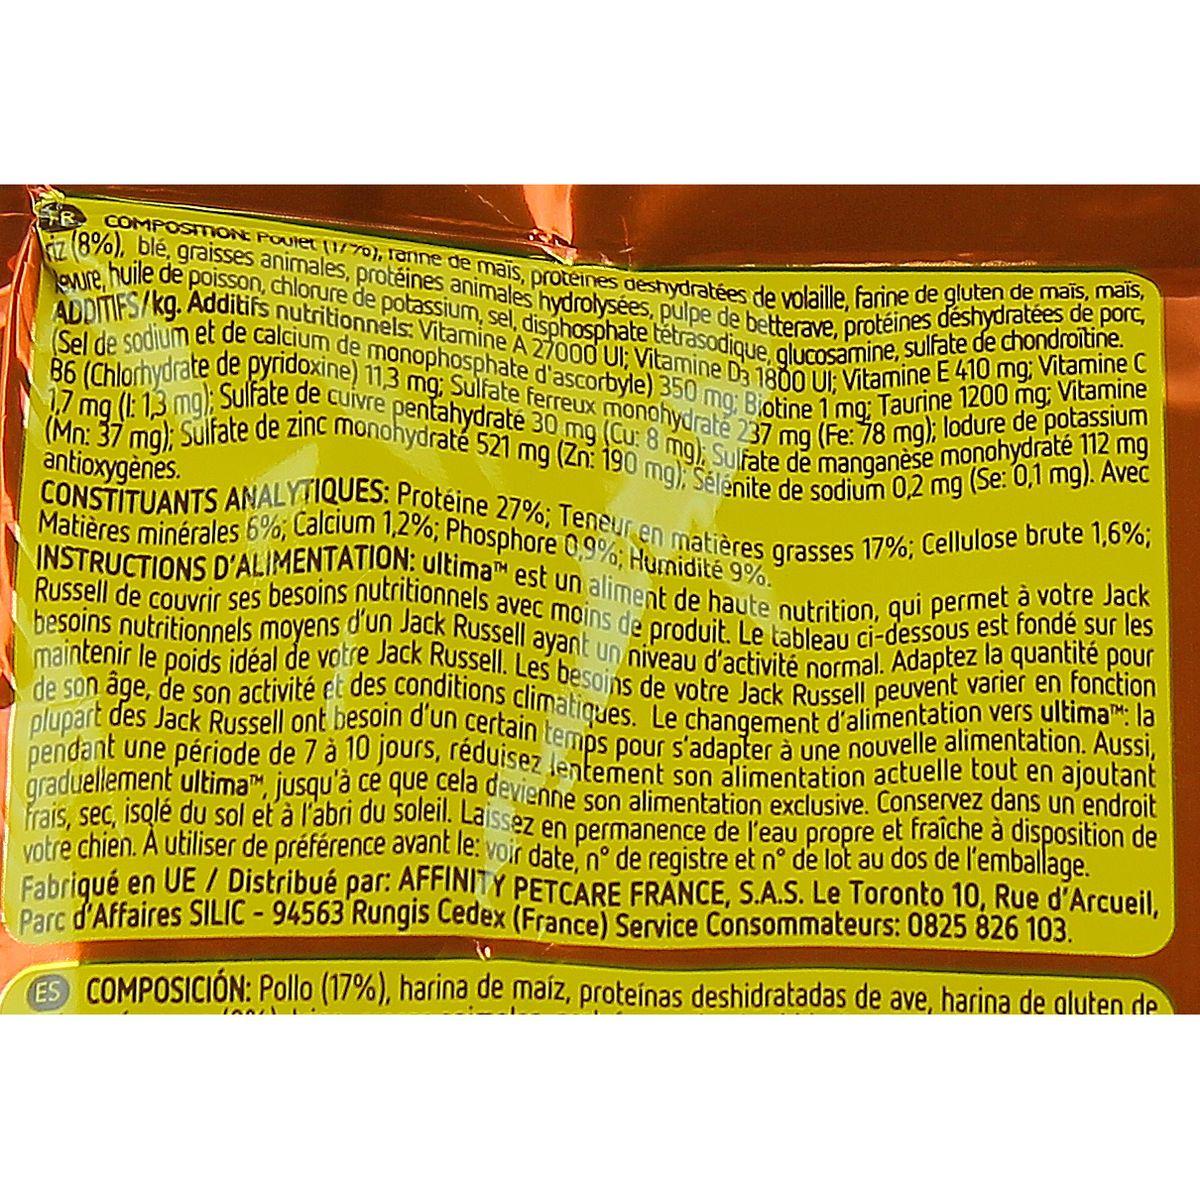 FR COMPOSITION: Poulet (17%), farine de maïs, protéines déshydratées de volaille, farine de gluten de maïs, maïs,
riz (8%), blé, graisses animales, protéines animales hydrolysées, pulpe de betterave, protéines déshydratées de porc,
levure, huile de poisson, chlorure de potassium, sel, disphosphate tétrasodique, glucosamine, sulfate de chondroïtine.
ADDITIFS/kg. Additifs nutritionnels: Vitamine A 27000 UI; Vitamine D3 1800 UI; Vitamine E 410 mg; Vitamine C
(Sel de sodium et de calcium de monophosphate d'ascorbyle) 350 mg; Biotine 1 mg; Taurine 1200 mg; Vitamine
B6 (Chlorhydrate de pyridoxine) 11,3 mg; Sulfate ferreux monohydraté 237 mg (Fe: 78 mg); Iodure de potassium
1,7 mg (I: 1,3 mg); Sulfate de cuivre pentahydraté 30 mg (Cu: 8 mg); Sulfate de manganèse monohydraté 112 mg
(Mn: 37 mg); Sulfate de zinc monohydraté 521 mg (Zn: 190 mg); Sélénite de sodium 0,2 mg (Se: 0,1 mg). Avec
antioxygènes.
CONSTITUANTS ANALYTIQUES: Protéine 27%; Teneur en matières grasses 17%; Cellulose brute 1,6%;
Matières minérales 6%; Calcium 1,2%; Phosphore 0,9%; Humidité 9%.
INSTRUCTIONS D'ALIMENTATION: ultima™ est un aliment de haute nutrition, qui permet à votre Jack
Russell de couvrir ses besoins nutritionnels avec moins de produit. Le tableau ci-dessous est fondé sur les
besoins nutritionnels moyens d'un Jack Russell ayant un niveau d'activité normal. Adaptez la quantité pour
maintenir le poids idéal de votre Jack Russell. Les besoins de votre Jack Russell peuvent varier en fonction
de son âge, de son activité et des conditions climatiques. Le changement d'alimentation vers ultima™: la
plupart des Jack Russell ont besoin d'un certain temps pour s'adapter à une nouvelle alimentation. Aussi,
pendant une période de 7 à 10 jours, réduisez lentement son alimentation actuelle tout en ajoutant
graduellement ultima™, jusqu'à ce que cela devienne son alimentation exclusive. Conservez dans un endroit
frais, sec, isolé du sol et à l'abri du soleil. Laissez en permanence de l'eau propre et fraîche à disposition de
votre chien. À utiliser de préférence avant le: voir date, n° de registre et n° de lot au dos de l'emballage.
Fabriqué en UE / Distribué par: AFFINITY PETCARE FRANCE, S.A.S. Le Toronto 10, Rue d'Arcueil,
Parc d'Affaires SILIC - 94563 Rungis Cedex (France) Service Consommateurs: 0825 826 103.
ES COMPOSICIÓN: Pollo (17%), harina de maíz, proteínas deshidratadas de ave, harina de gluten de